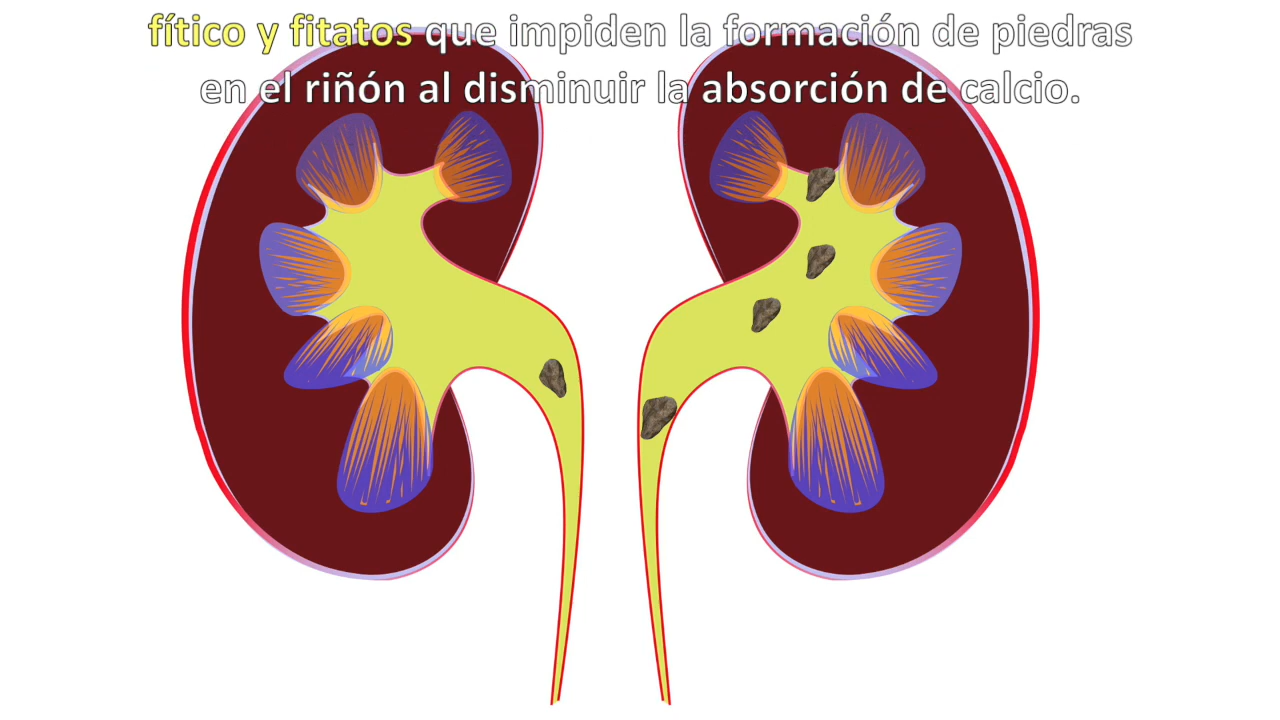 fítico y fitatos que impiden la formación de piedras
en el riñón al disminuir la absorción de calcio.